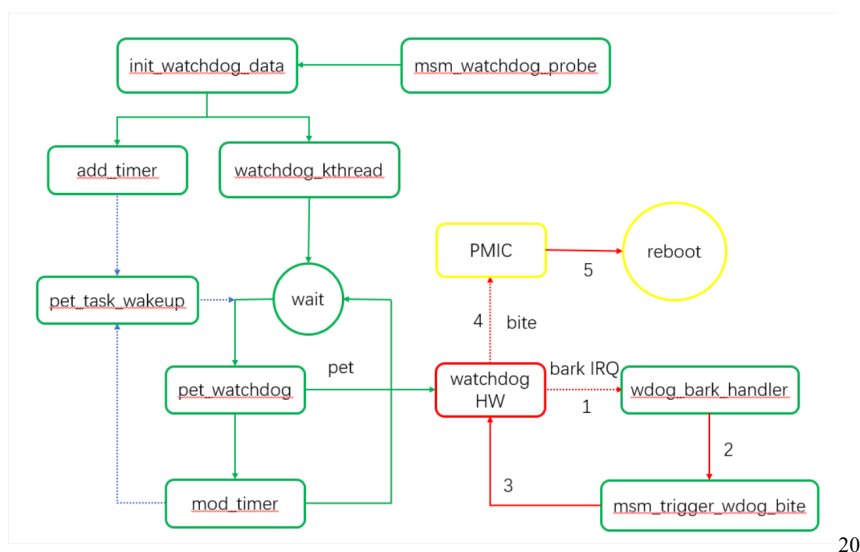 init_watchdog_data
msm_watchdog_probe
add_timer
watchdog_kthread
PMIC
reboot
5
pet_task_wakeup
wait
4
bite
pet
bark IRQ
watchdog
HW
wdog_bark_handler
1
pet_watchdog
2
3
mod_timer
msm_trigger_wdog_bite
20